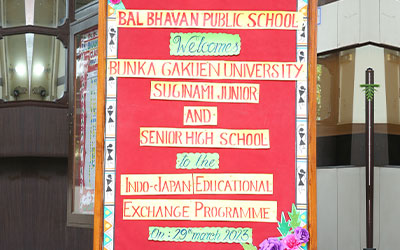 BAL BHAVAN PUBLIC SCHOOL
Welcomes
BUNKA GAKUEN UNIVERSITY
SUGINAMI JUNIOR
AND
SENIOR HIGH SCHOOL
to the
INDO-JAPAN EDUCATIONAL
EXCHANGE PROGRAMME
On: 29th march 2023